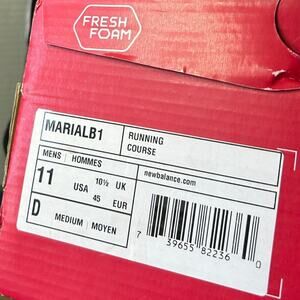 FRESH
FOAM
MARIALB1
RUNNING
COURSE
MENS | HOMMES
11
USA
10½ UK
45 EUR
D
MEDIUM | MOYEN
newbalance.com
7 39655 82236 0